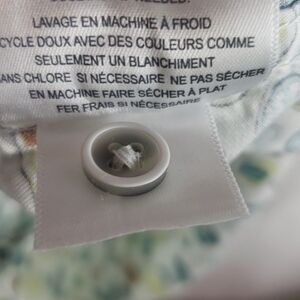 LAVAGE EN MACHINE À FROID
CYCLE DOUX AVEC DES COULEURS COMME
SEULEMENT UN BLANCHIMENT
SANS CHLORE SI NÉCESSAIRE NE PAS SÉCHER
EN MACHINE FAIRE SÉCHER À PLAT
FER FRAIS SI NÉCESSAIRE